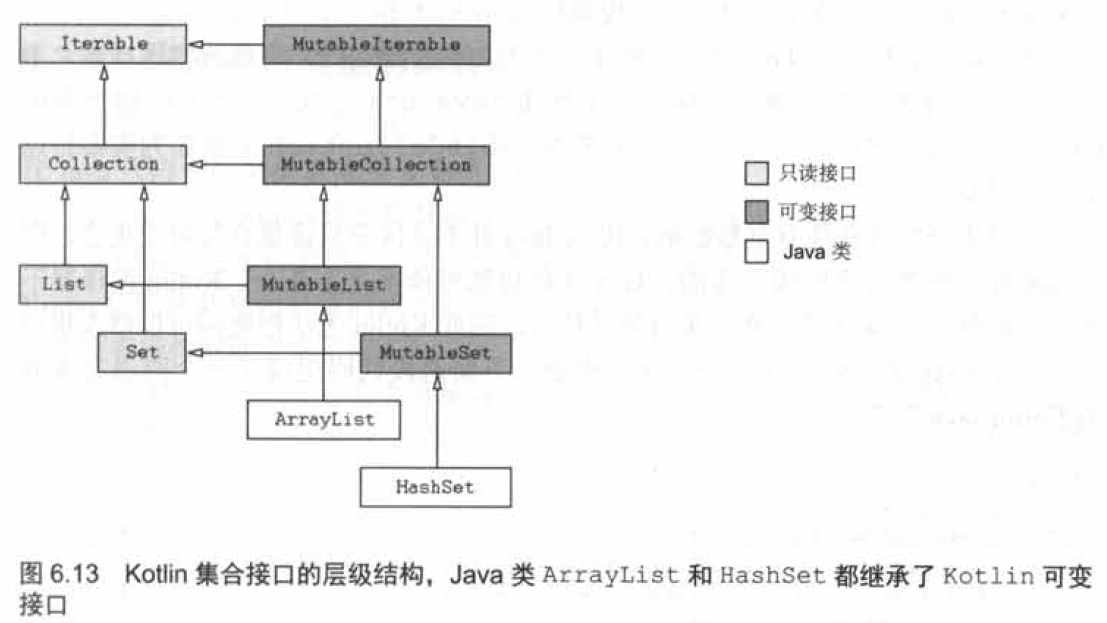 Iterable
MutableIterable
Collection
MutableCollection
只读接口
可变接口
Java 类
List
MutableList
Set
MutableSet
ArrayList
HashSet
图 6.13 Kotlin 集合接口的层级结构，Java 类 ArrayList 和 HashSet 都继承了 Kotlin 可变
接口